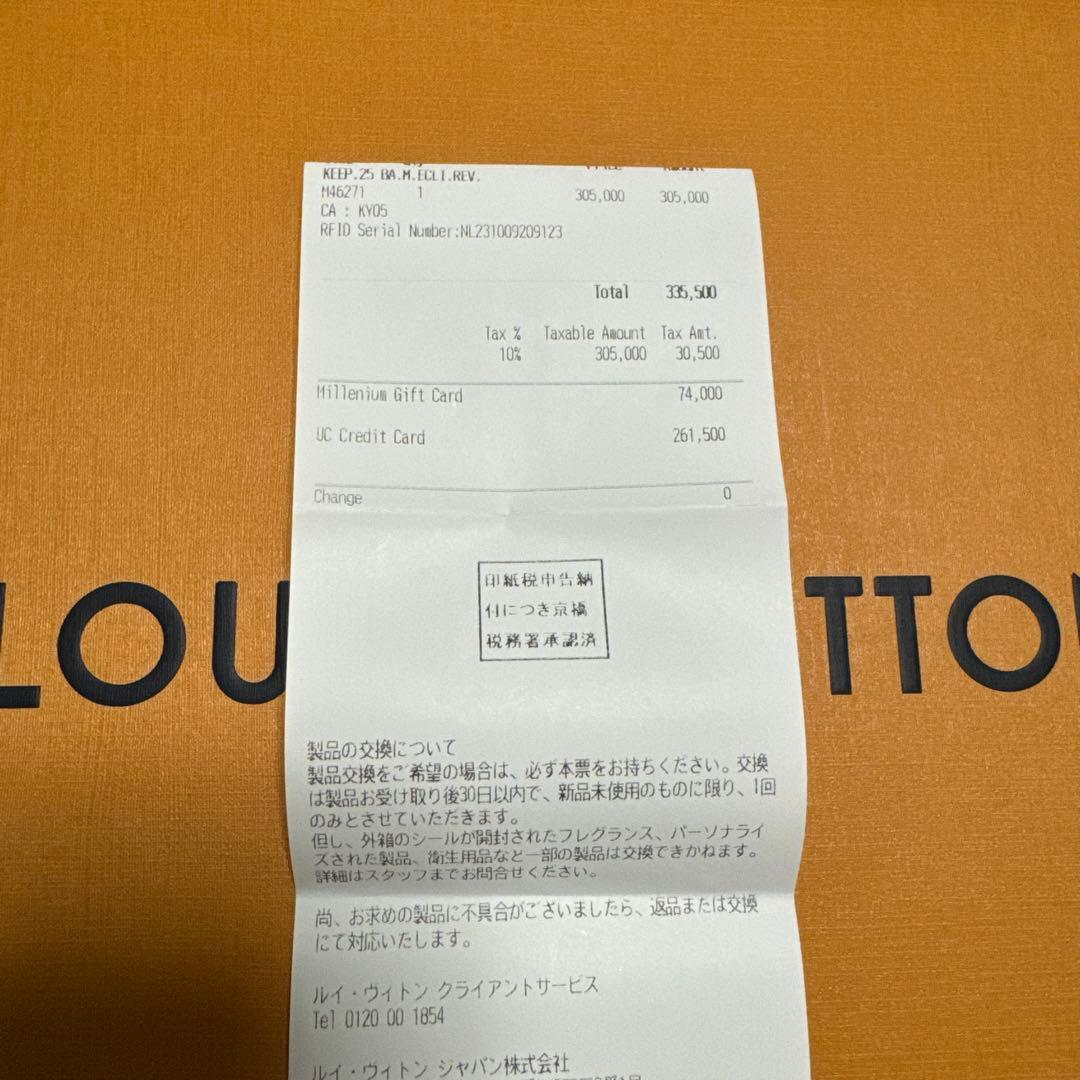 KEEP.25 BA.M.ECLI.REV.
M46271 1 305,000 305,000
CA : KY05
RFID Serial Number:NL231009209123
Total 335,500
Tax % Taxable Amount Tax Amt.
10% 305,000 30,500
Millenium Gift Card 74,000
UC Credit Card 261,500
Change 0
印紙税申告納
付につき京橋
税務署承認済
LOU TTO
製品の交換について
製品交換をご希望の場合は、必ず本票をお持ちください。交換
は製品お受け取り後30日以内で、新品未使用のものに限り、1回
のみとさせていただきます。
但し、外箱のシールが開封されたフレグランス、パーソナライ
ズされた製品、衛生用品など一部の製品は交換できかねます。
詳細はスタッフまでお問合せください。
尚、お求めの製品に不具合がございましたら、返品または交換
にて対応いたします。
ルイ・ヴィトン クライアントサービス
Tel 0120 00 1854
ルイ・ヴィトン ジャパン株式会社